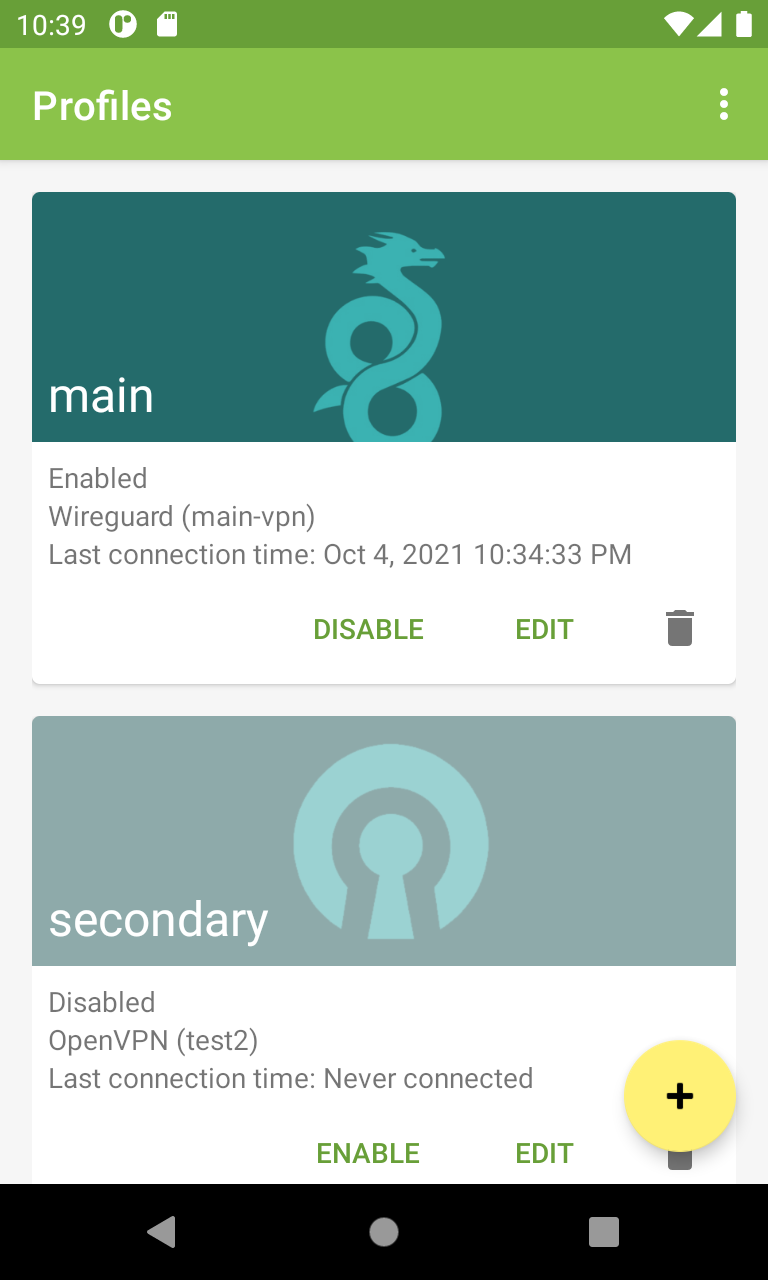 10:39
Profiles
main
Enabled
Wireguard (main-vpn)
Last connection time: Oct 4, 2021 10:34:33 PM
DISABLE EDIT
secondary
Disabled
OpenVPN (test2)
Last connection time: Never connected
ENABLE EDIT